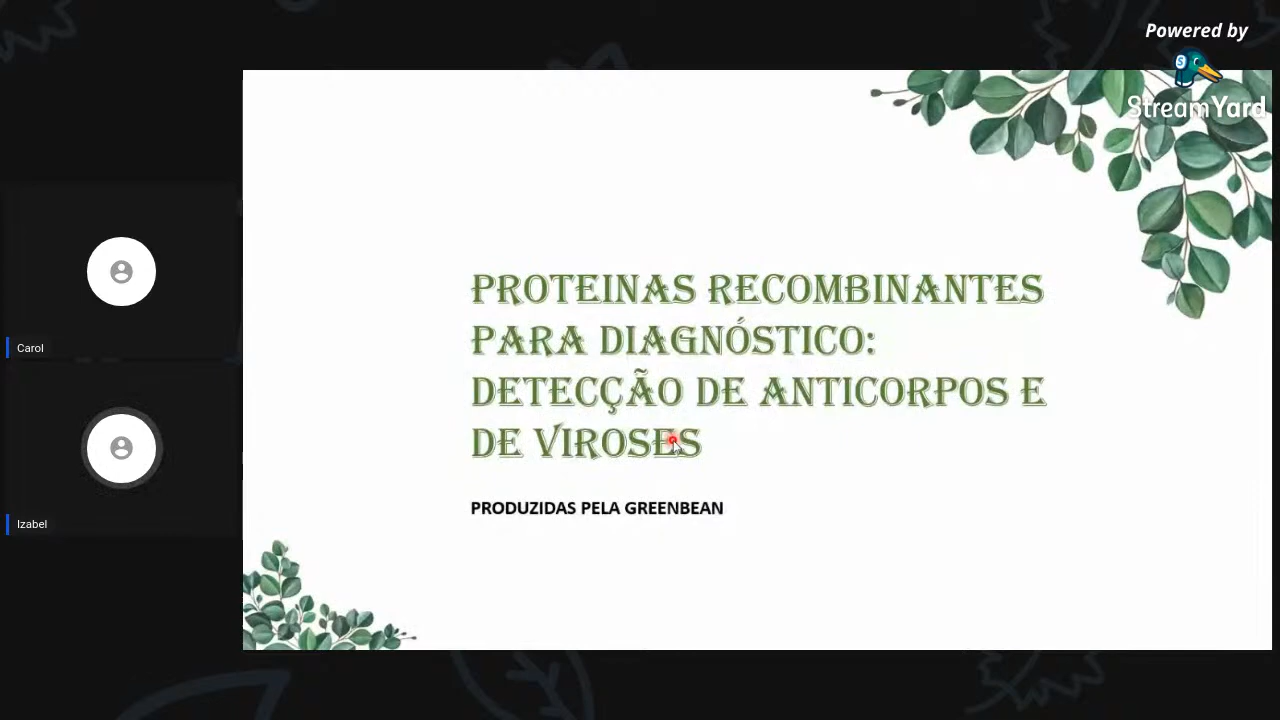 Powered by
StreamYard
PROTEINAS RECOMBINANTES
PARA DIAGNÓSTICO:
DETECÇÃO DE ANTICORPOS E
DE VIROSES
PRODUZIDAS PELA GREENBEAN
Carol
Izabel